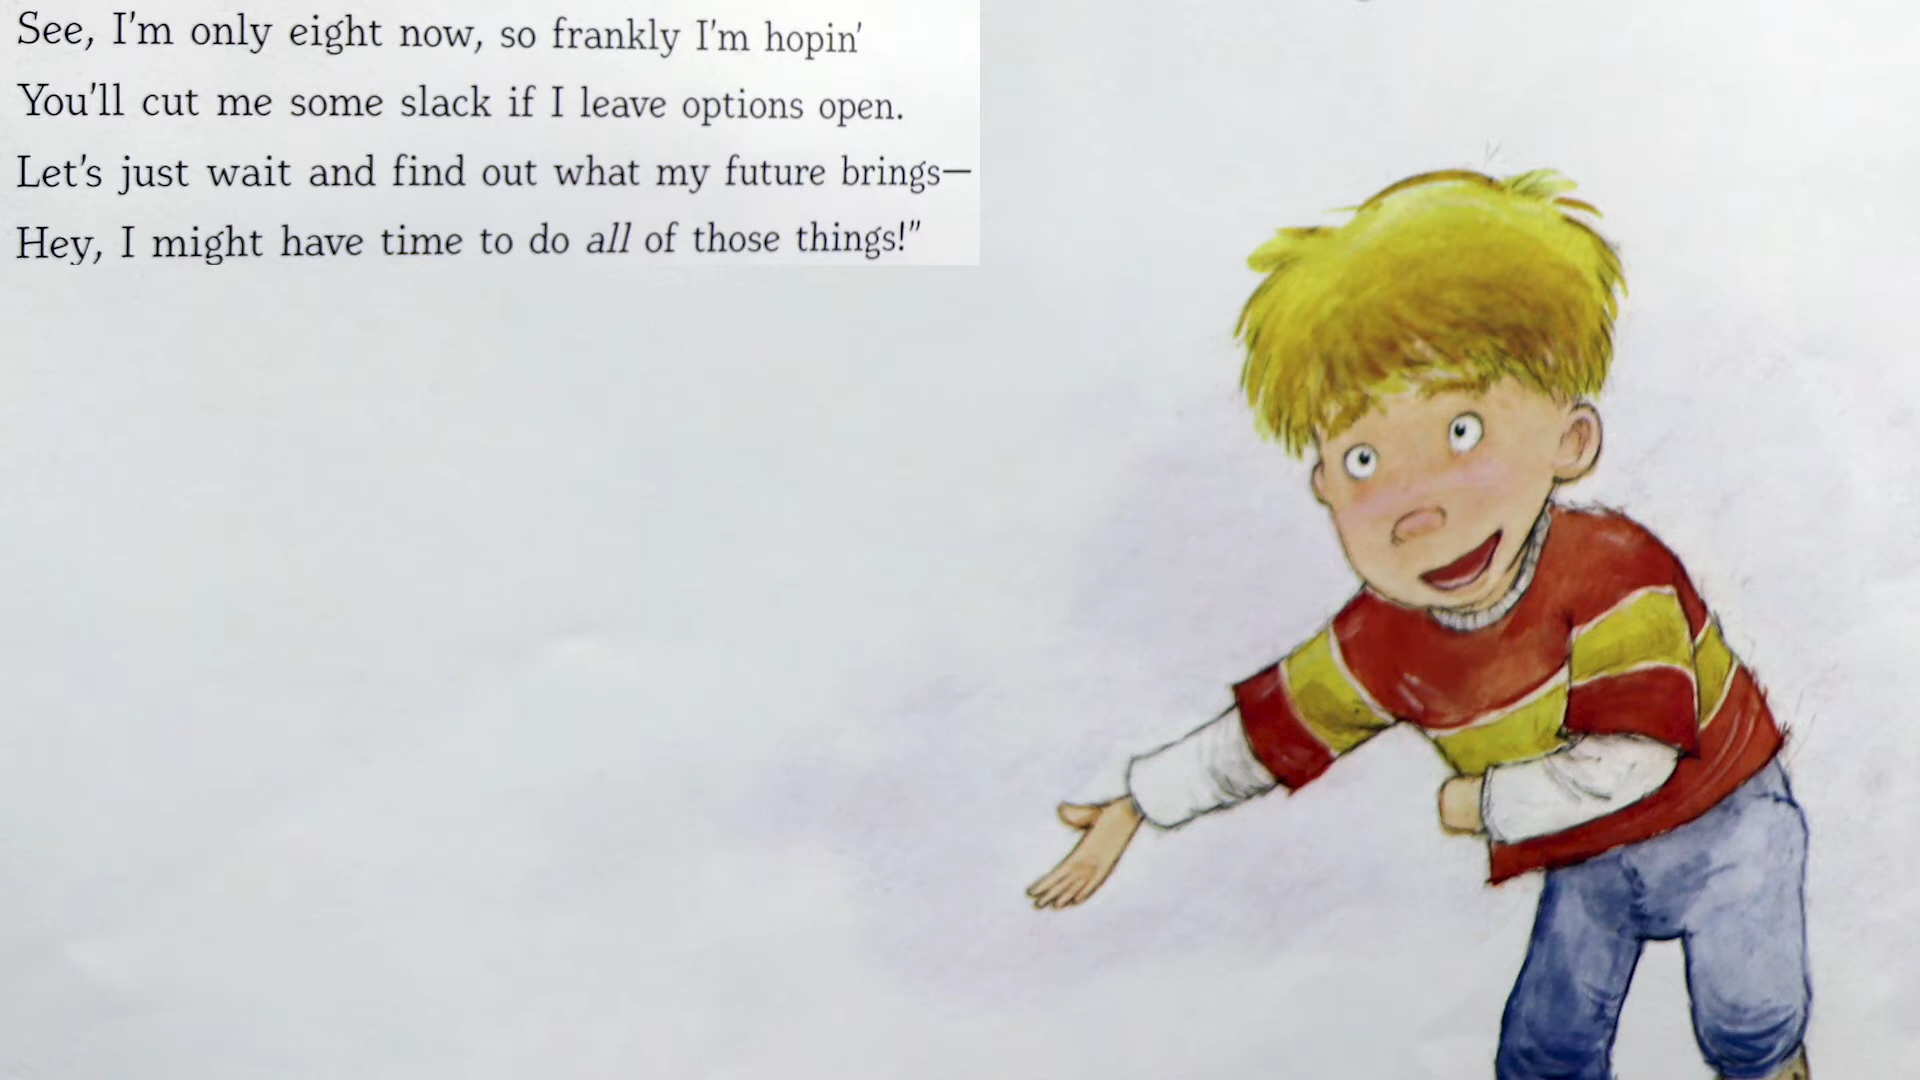 See, I'm only eight now, so frankly I'm hopin'
You'll cut me some slack if I leave options open.
Let's just wait and find out what my future brings—
Hey, I might have time to do all of those things!"